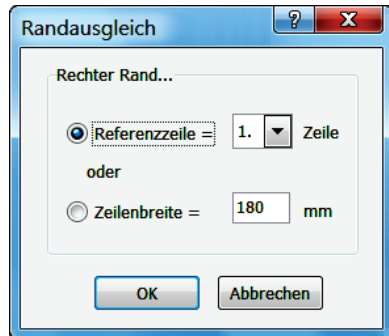 Randausgleich
Rechter Rand...
Referenzzeile = 1. Zeile
oder
Zeilenbreite = 180 mm
OK Abbrechen